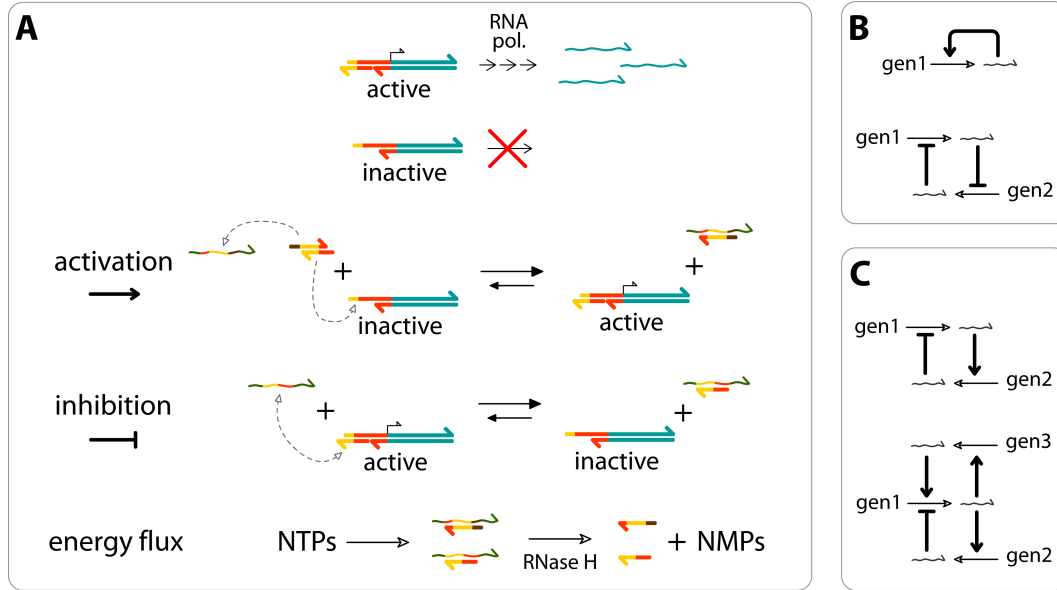 A
RNA
pol.
active
inactive
activation
+
inactive
+
active
inhibition
+
active
+
inactive
energy flux
NTPs
RNase H
+ NMPs
B
gen1
gen1
gen2
C
gen1
gen2
gen3
gen1
gen2